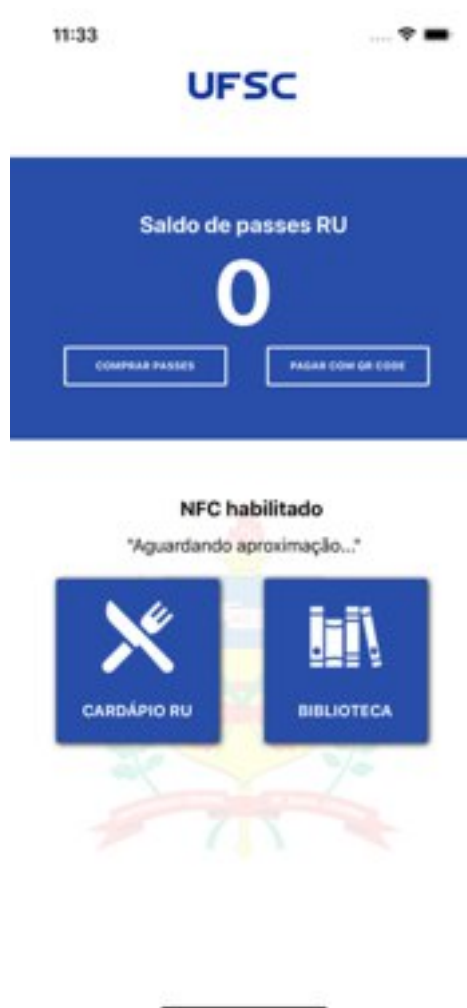 11:33
UFSC
Saldo de passes RU
0
COMPRAR PASSES
PAGAR COM QR CODE
NFC habilitado
"Aguardando aproximação..."
CARDÁPIO RU
BIBLIOTECA